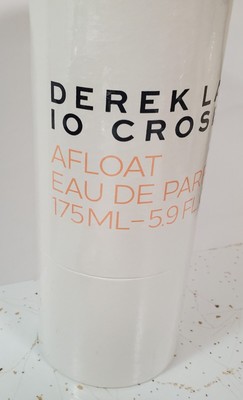 DEREK LA
10 CROS
AFLOAT
EAU DE PAR
175ML-5.9 FL